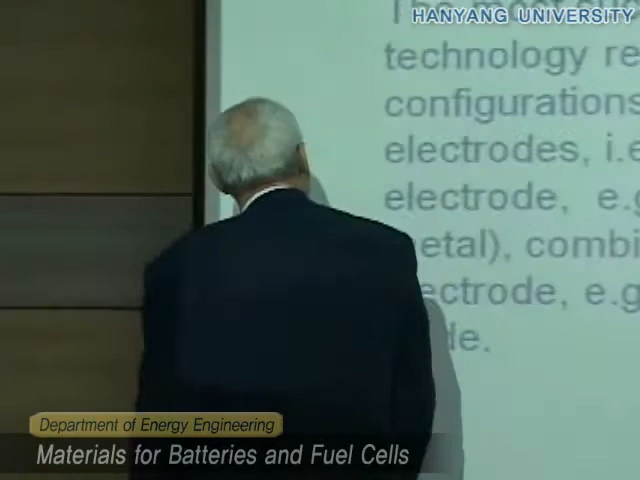 HANYANG UNIVERSITY
technology re
configurations
electrodes, i.e
electrode, e.g
etal), combi
ectrode, e.g
de.
Department of Energy Engineering
Materials for Batteries and Fuel Cells